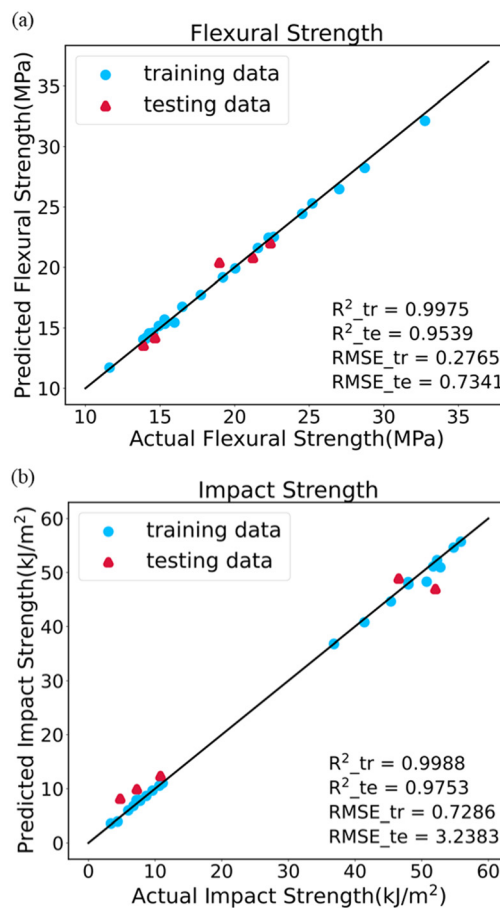 (a)
Flexural Strength
Predicted Flexural Strength(MPa)
35
30
25
20
15
10
training data
testing data
R²_tr = 0.9975
R²_te = 0.9539
RMSE_tr = 0.2765
RMSE_te = 0.7341
10 15 20 25 30 35
Actual Flexural Strength(MPa)
(b)
Impact Strength
Predicted Impact Strength(kJ/m²)
60
50
40
30
20
10
0
training data
testing data
R²_tr = 0.9988
R²_te = 0.9753
RMSE_tr = 0.7286
RMSE_te = 3.2383
0 10 20 30 40 50 60
Actual Impact Strength(kJ/m²)